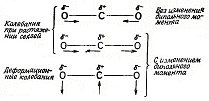 δ- δ+ δ-
O — C — O
Колебания
при растяже-
нии связей
Без изменения
дипольного мо-
мента
δ- δ+ δ-
O — C — O
С изменением
дипольного
момента
Деформацион-
ные колебания
δ- δ+ δ-
O — C — O